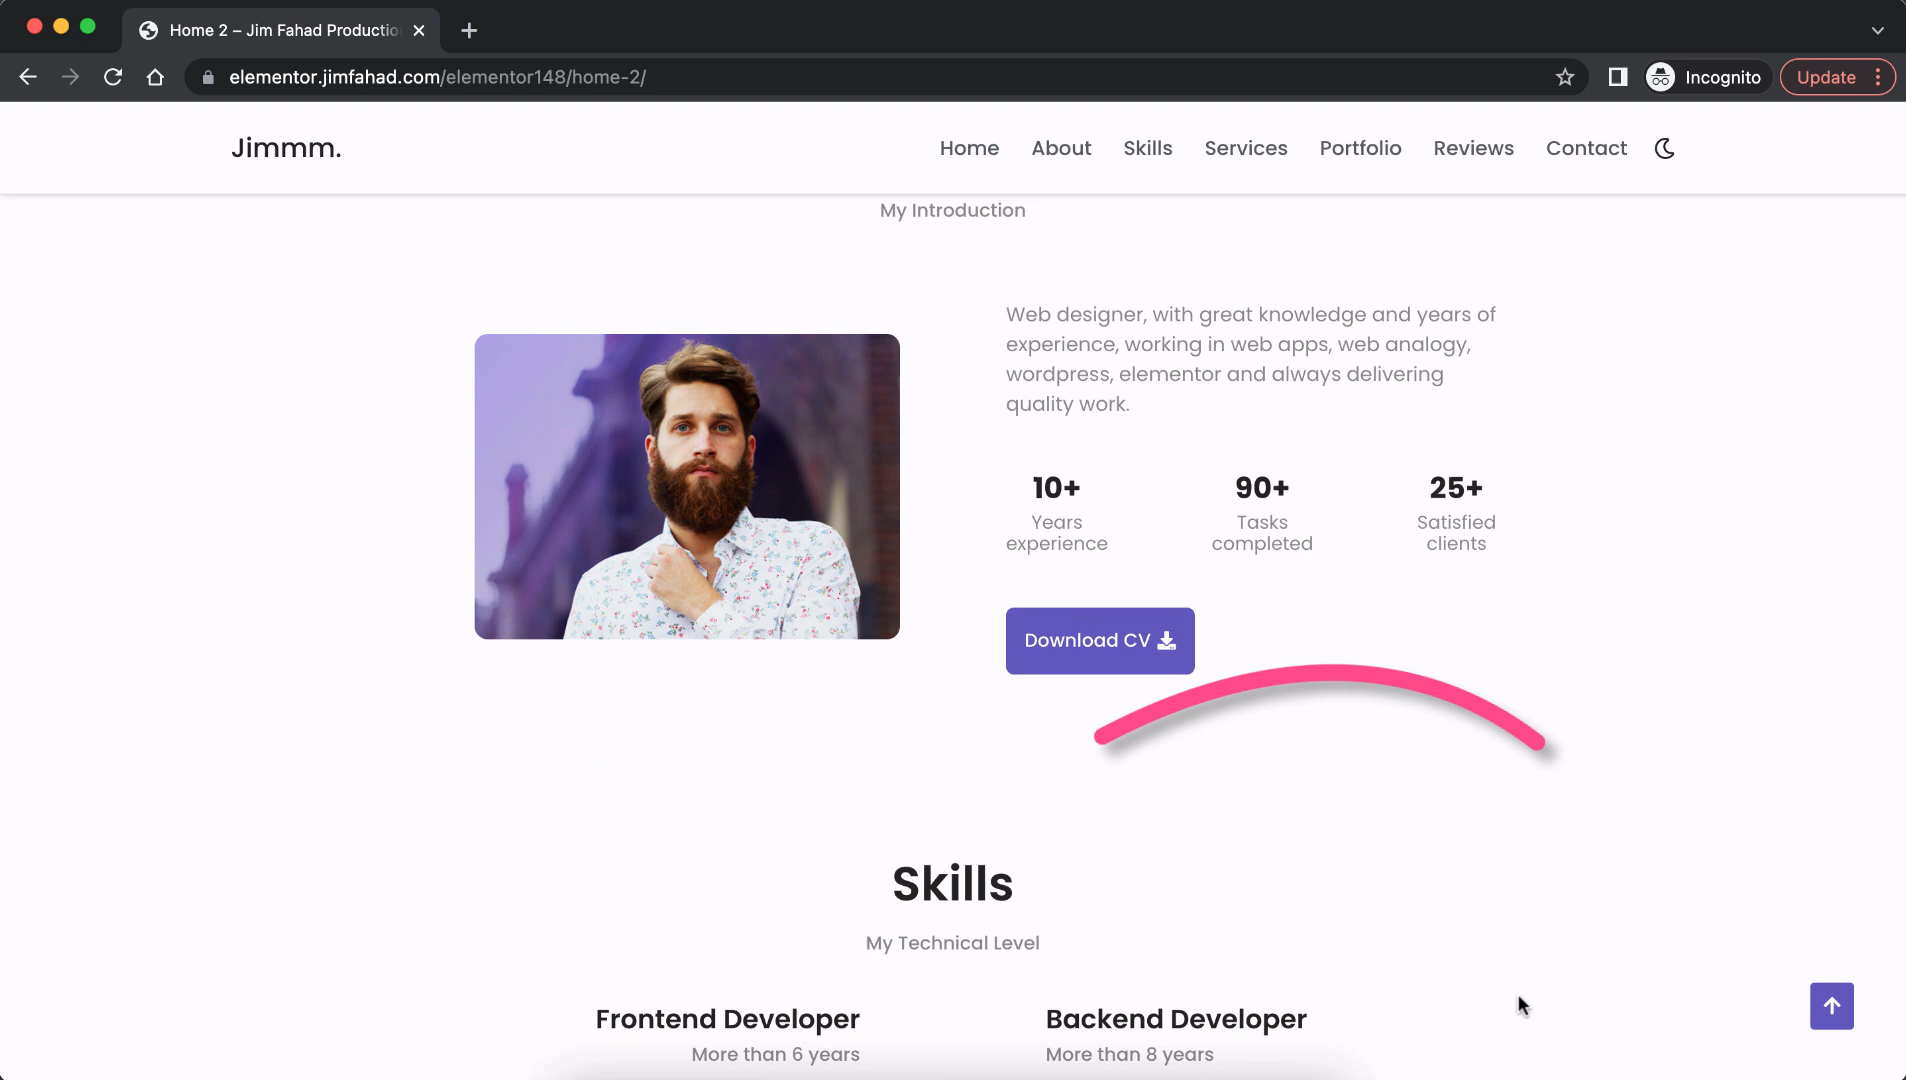 Home 2 – Jim Fahad Productio
elementor.jimfahad.com/elementor148/home-2/
Incognito
Update
Jimmm.
Home
About
Skills
Services
Portfolio
Reviews
Contact
My Introduction
Web designer, with great knowledge and years of
experience, working in web apps, web analogy,
wordpress, elementor and always delivering
quality work.
10+
Years
experience
90+
Tasks
completed
25+
Satisfied
clients
Download CV
Skills
My Technical Level
Frontend Developer
More than 6 years
Backend Developer
More than 8 years